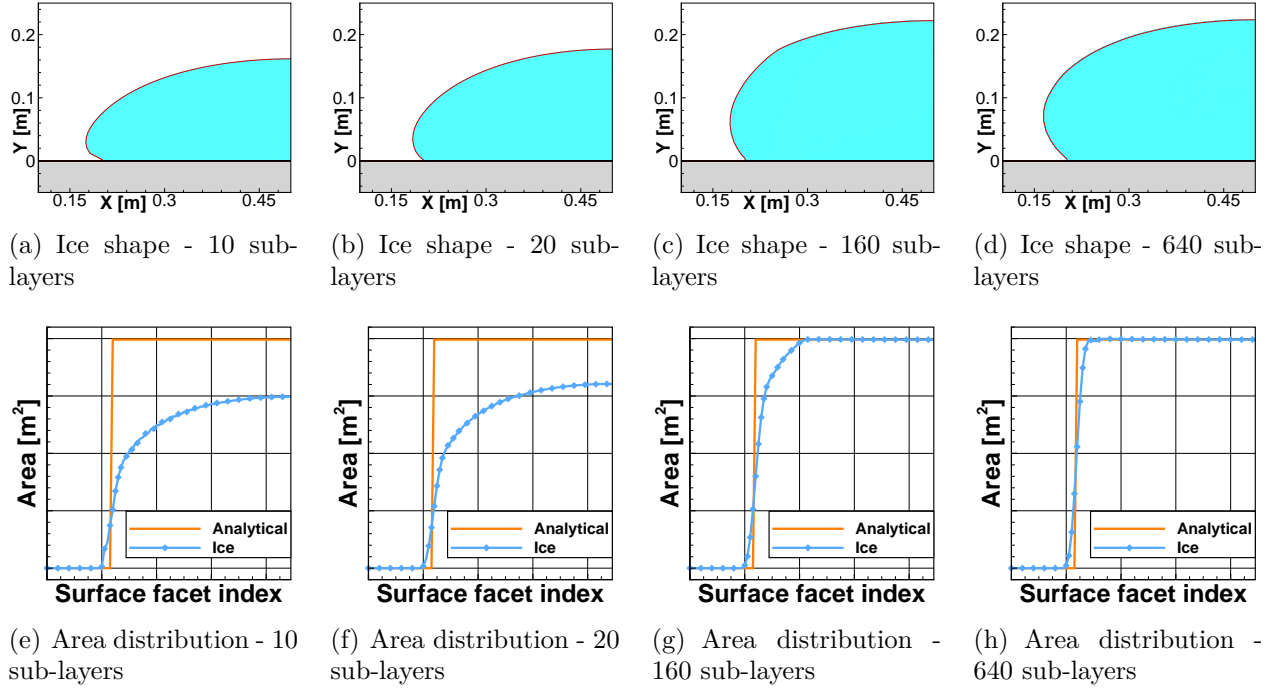 0.2
0.1
0
Y [m]
0.15
X [m]
0.3
0.45
0.2
0.1
0
Y [m]
0.15
X [m]
0.3
0.45
0.2
0.1
0
Y [m]
0.15
X [m]
0.3
0.45
0.2
0.1
0
Y [m]
0.15
X [m]
0.3
0.45
(a) Ice shape - 10 sub-
layers
(b) Ice shape - 20 sub-
layers
(c) Ice shape - 160 sub-
layers
(d) Ice shape - 640 sub-
layers
Area [m²]
Analytical
Ice
Surface facet index
Area [m²]
Analytical
Ice
Surface facet index
Area [m²]
Analytical
Ice
Surface facet index
Area [m²]
Analytical
Ice
Surface facet index
(e) Area distribution - 10
sub-layers
(f) Area distribution - 20
sub-layers
(g) Area distribution -
160 sub-layers
(h) Area distribution -
640 sub-layers